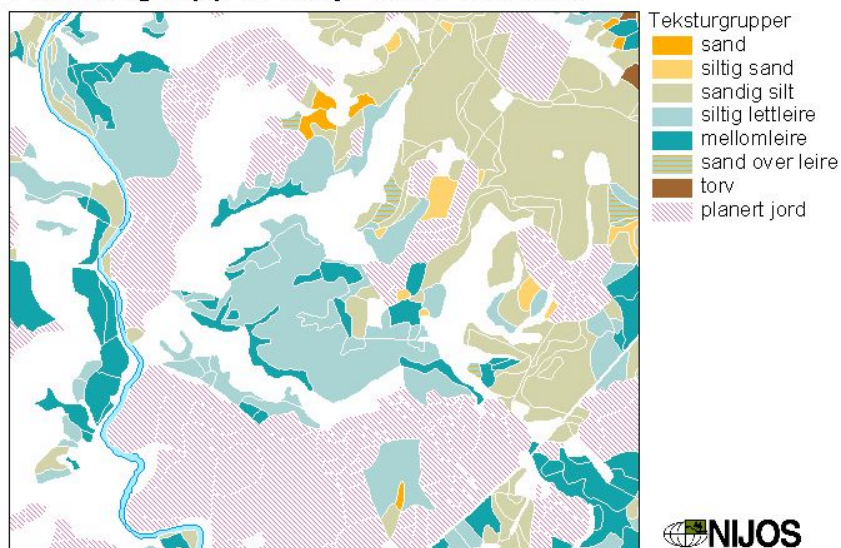 Teksturgrupper
sand
siltig sand
sandig silt
siltig lettleire
mellomleire
sand over leire
torv
planert jord
NIJOS